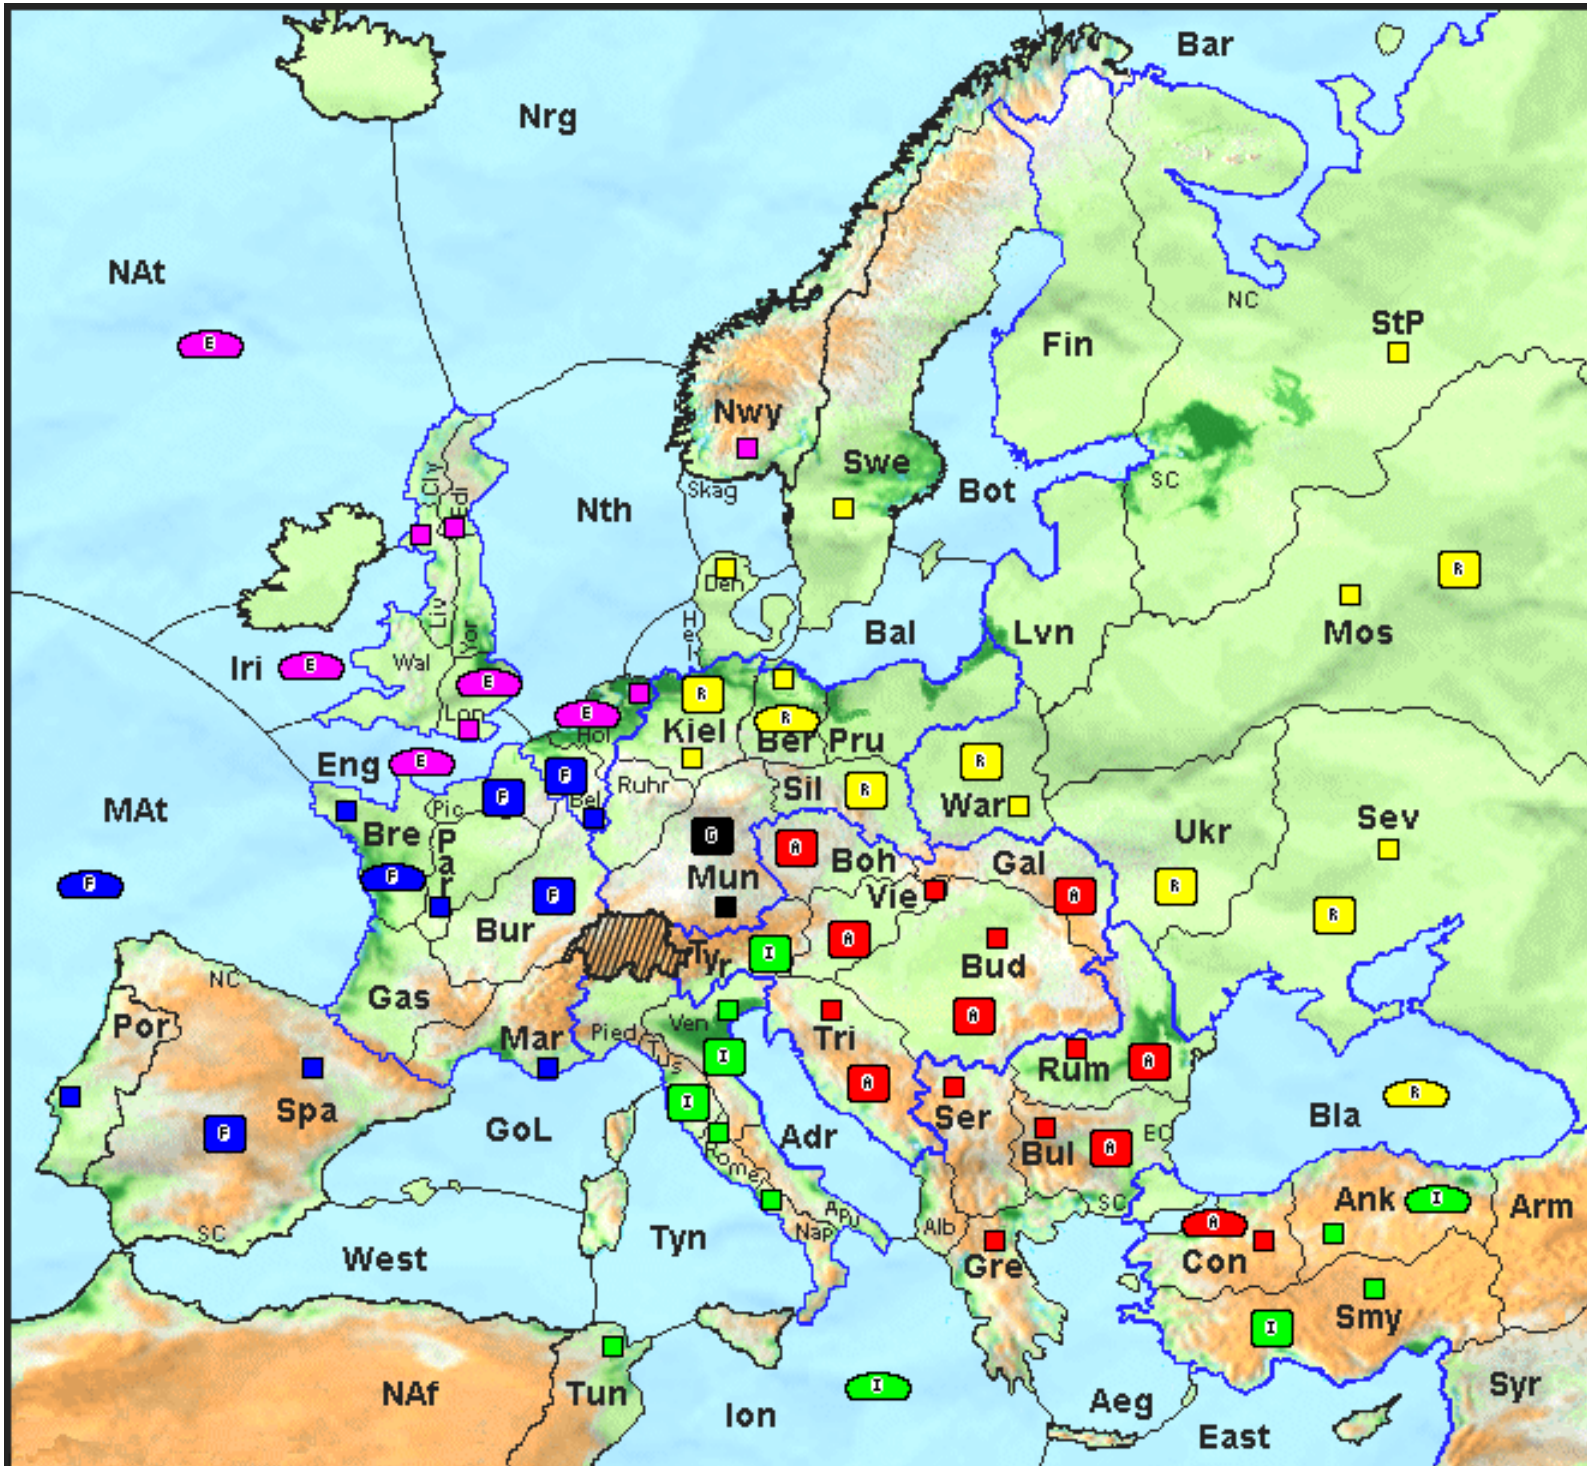 Bar
Nrg
NAt
E
NC
StP
Fin
Nwy
Swe
Cly
Edi
SC
Skag
Bot
Nth
Den
R
Mos
Liv
Yor
Hel
Bal
Lvn
Iri
E
Wal
E
R
Lon
E
Hol
Kiel
R
Ber
Pru
Eng
E
F
F
Bel
Ruhr
Sil
R
R
War
MAt
Pic
Bre
Par
G
A
Boh
Gal
Ukr
Sev
F
F
F
Mun
Vie
A
R
R
Bur
Tyr
I
A
Bud
NC
Gas
Por
Mar
Pied
Ven
Tri
A
Tus
I
A
Rum
A
Spa
F
GoL
I
Adr
Ser
Bul
A
EC
Bla
R
Rome
SC
West
Tyn
Apu
Nap
Alb
Gre
SC
A
Con
Ank
I
Arm
Smy
I
NAf
Tun
Ion
I
Aeg
East
Syr